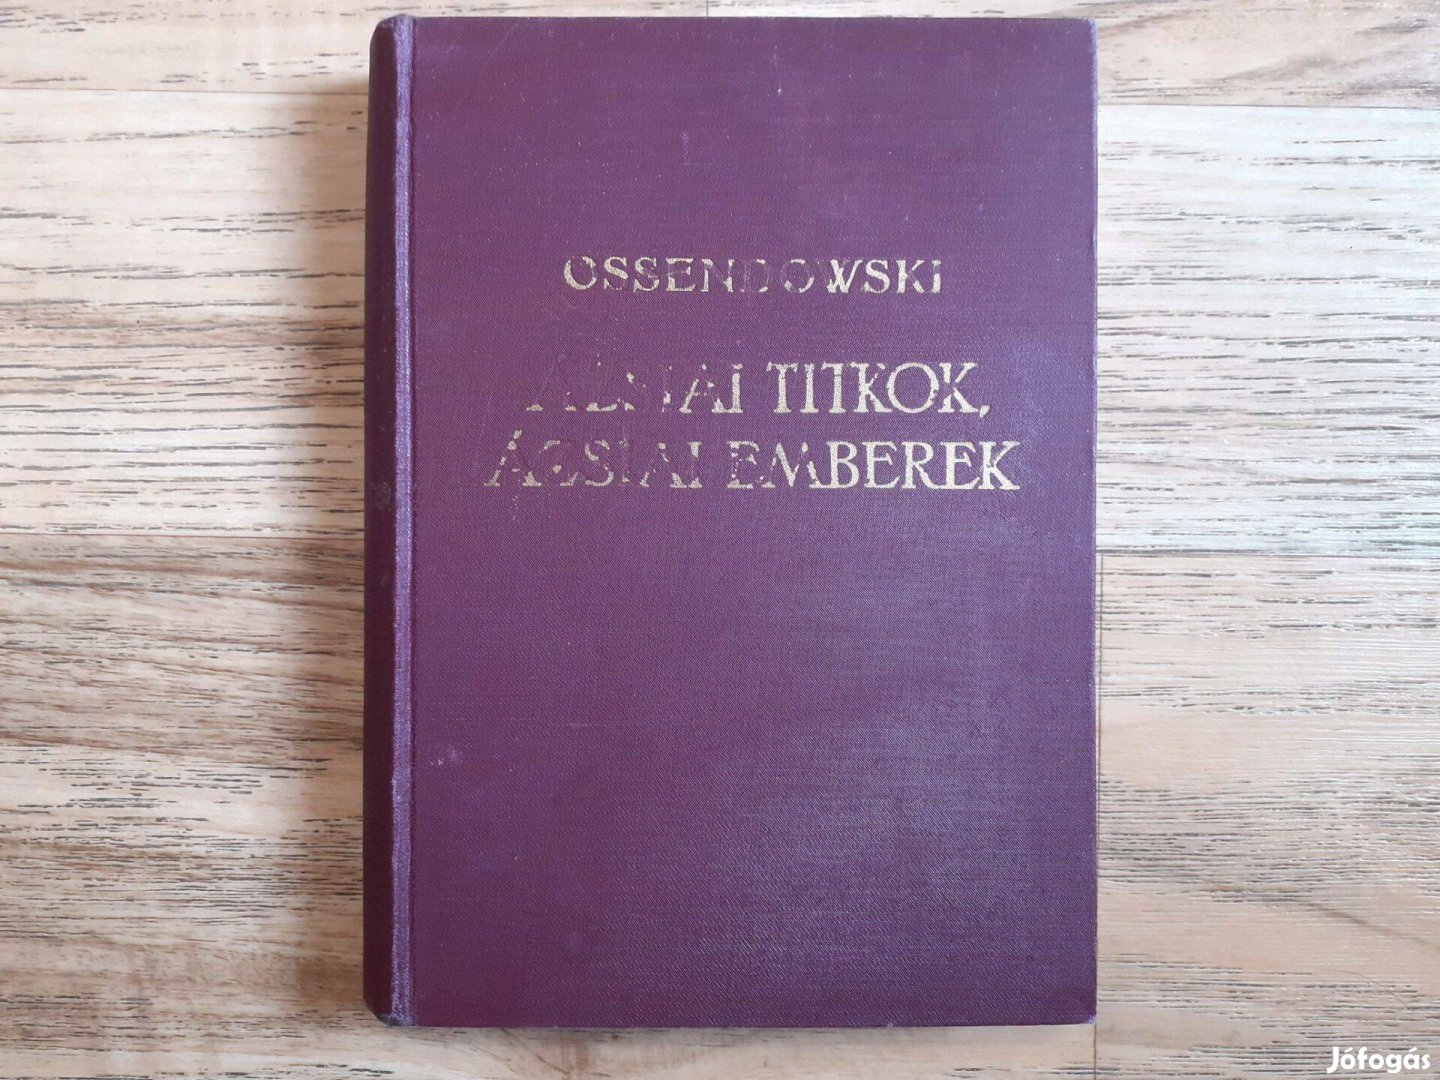 OSSENDOWSKI
ÁZSIAI TITKOK,
ÁZSIAI EMBEREK
Jófogás